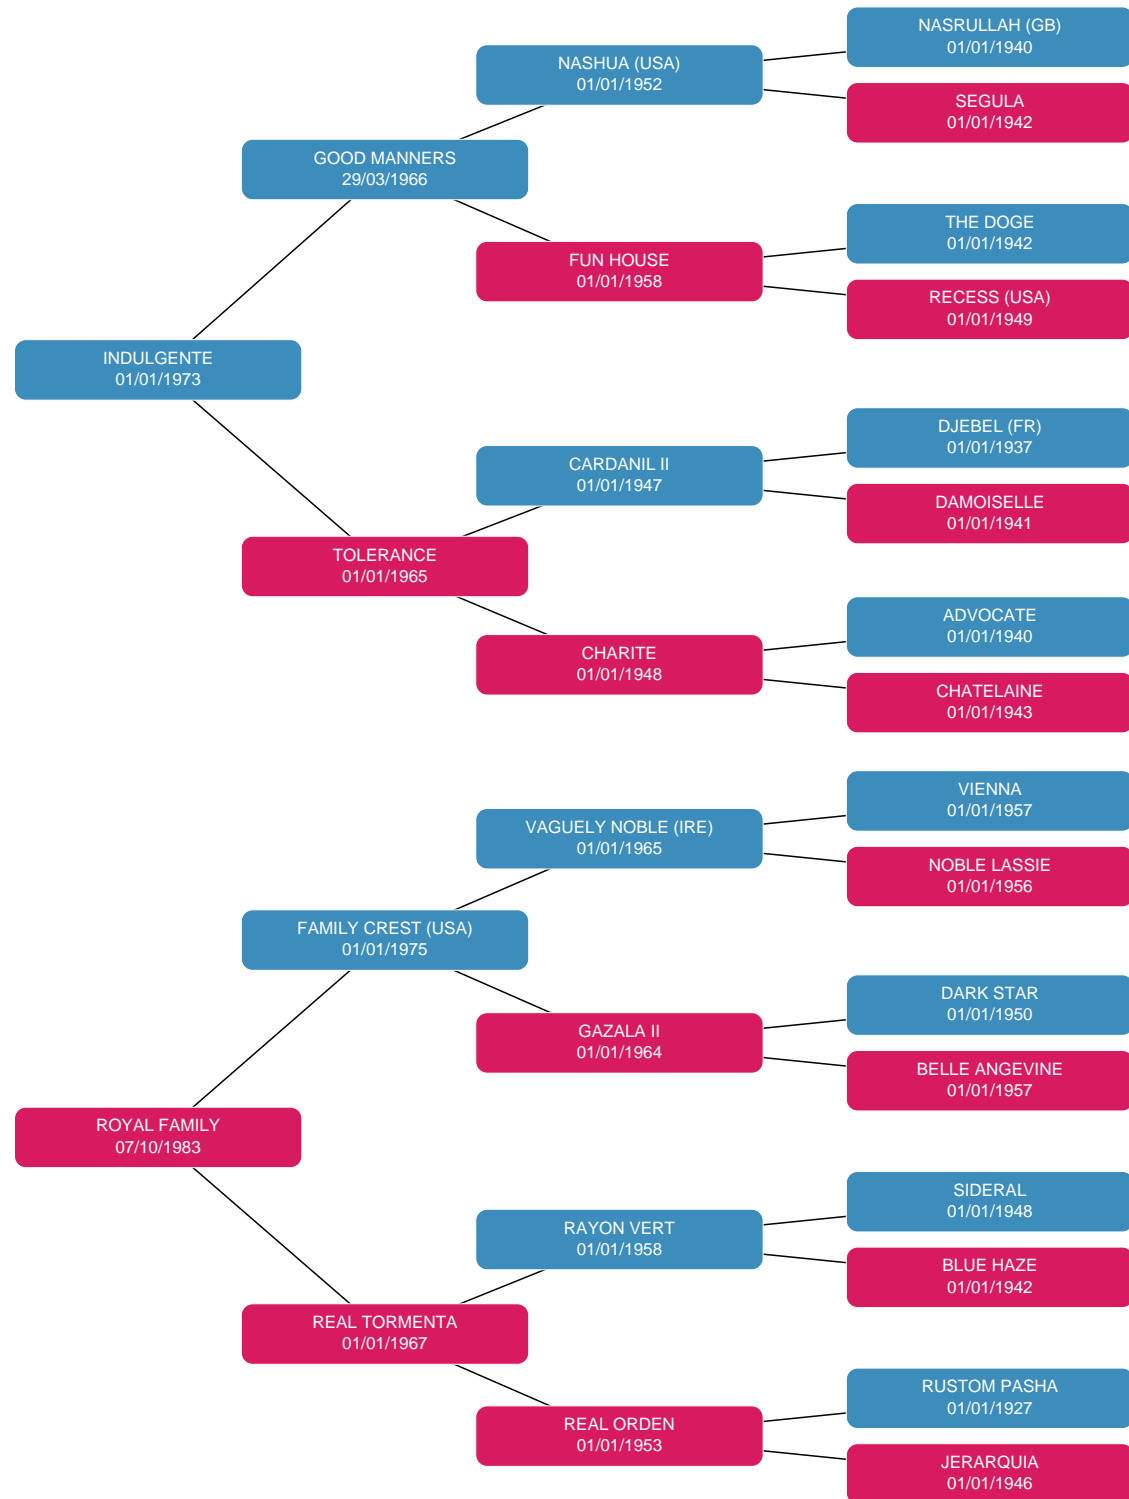 NASRULLAH (GB)
01/01/1940
NASHUA (USA)
01/01/1952
SEGULA
01/01/1942
GOOD MANNERS
29/03/1966
THE DOGE
01/01/1942
FUN HOUSE
01/01/1958
RECESS (USA)
01/01/1949
INDULGENTE
01/01/1973
DJEBEL (FR)
01/01/1937
CARDANIL II
01/01/1947
DAMOISELLE
01/01/1941
TOLERANCE
01/01/1965
ADVOCATE
01/01/1940
CHARITE
01/01/1948
CHATELAINE
01/01/1943
VIENNA
01/01/1957
VAGUELY NOBLE (IRE)
01/01/1965
NOBLE LASSIE
01/01/1956
FAMILY CREST (USA)
01/01/1975
DARK STAR
01/01/1950
GAZALA II
01/01/1964
BELLE ANGEVINE
01/01/1957
ROYAL FAMILY
07/10/1983
SIDERAL
01/01/1948
RAYON VERT
01/01/1958
BLUE HAZE
01/01/1942
REAL TORMENTA
01/01/1967
RUSTOM PASHA
01/01/1927
REAL ORDEN
01/01/1953
JERARQUIA
01/01/1946